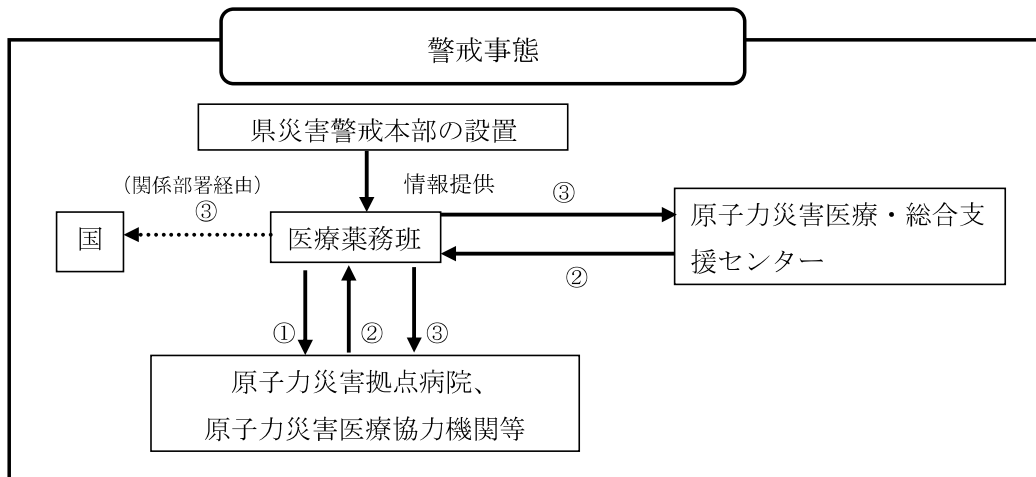 警戒事態
県災害警戒本部の設置
（関係部署経由）
情報提供
③
③
国
医療薬務班
原子力災害医療・総合支
援センター
②
①
②
③
原子力災害拠点病院、
原子力災害医療協力機関等